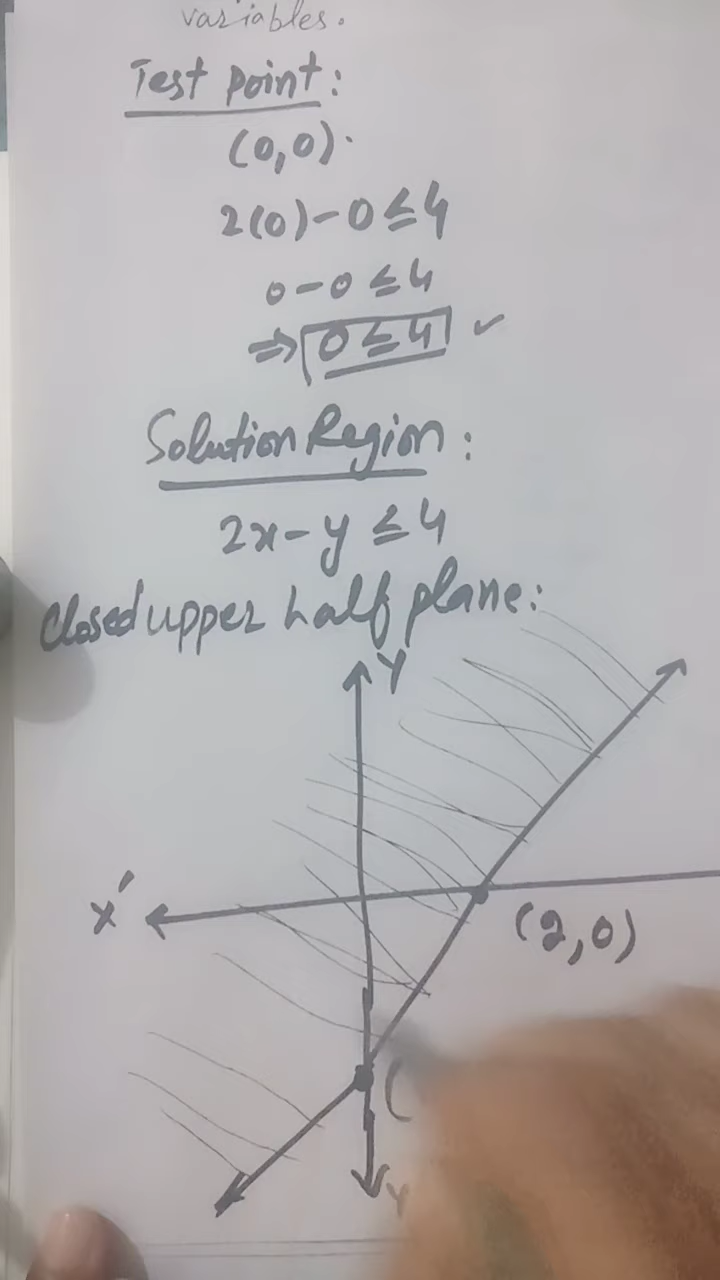 variables.
Test point:
(0,0).
2(0)-0≤4
0-0≤4
⇒ 0≤4 ✓
Solution Region:
2x-y≤4
Closed upper half plane:
Y
X′
(2,0)
(
Y